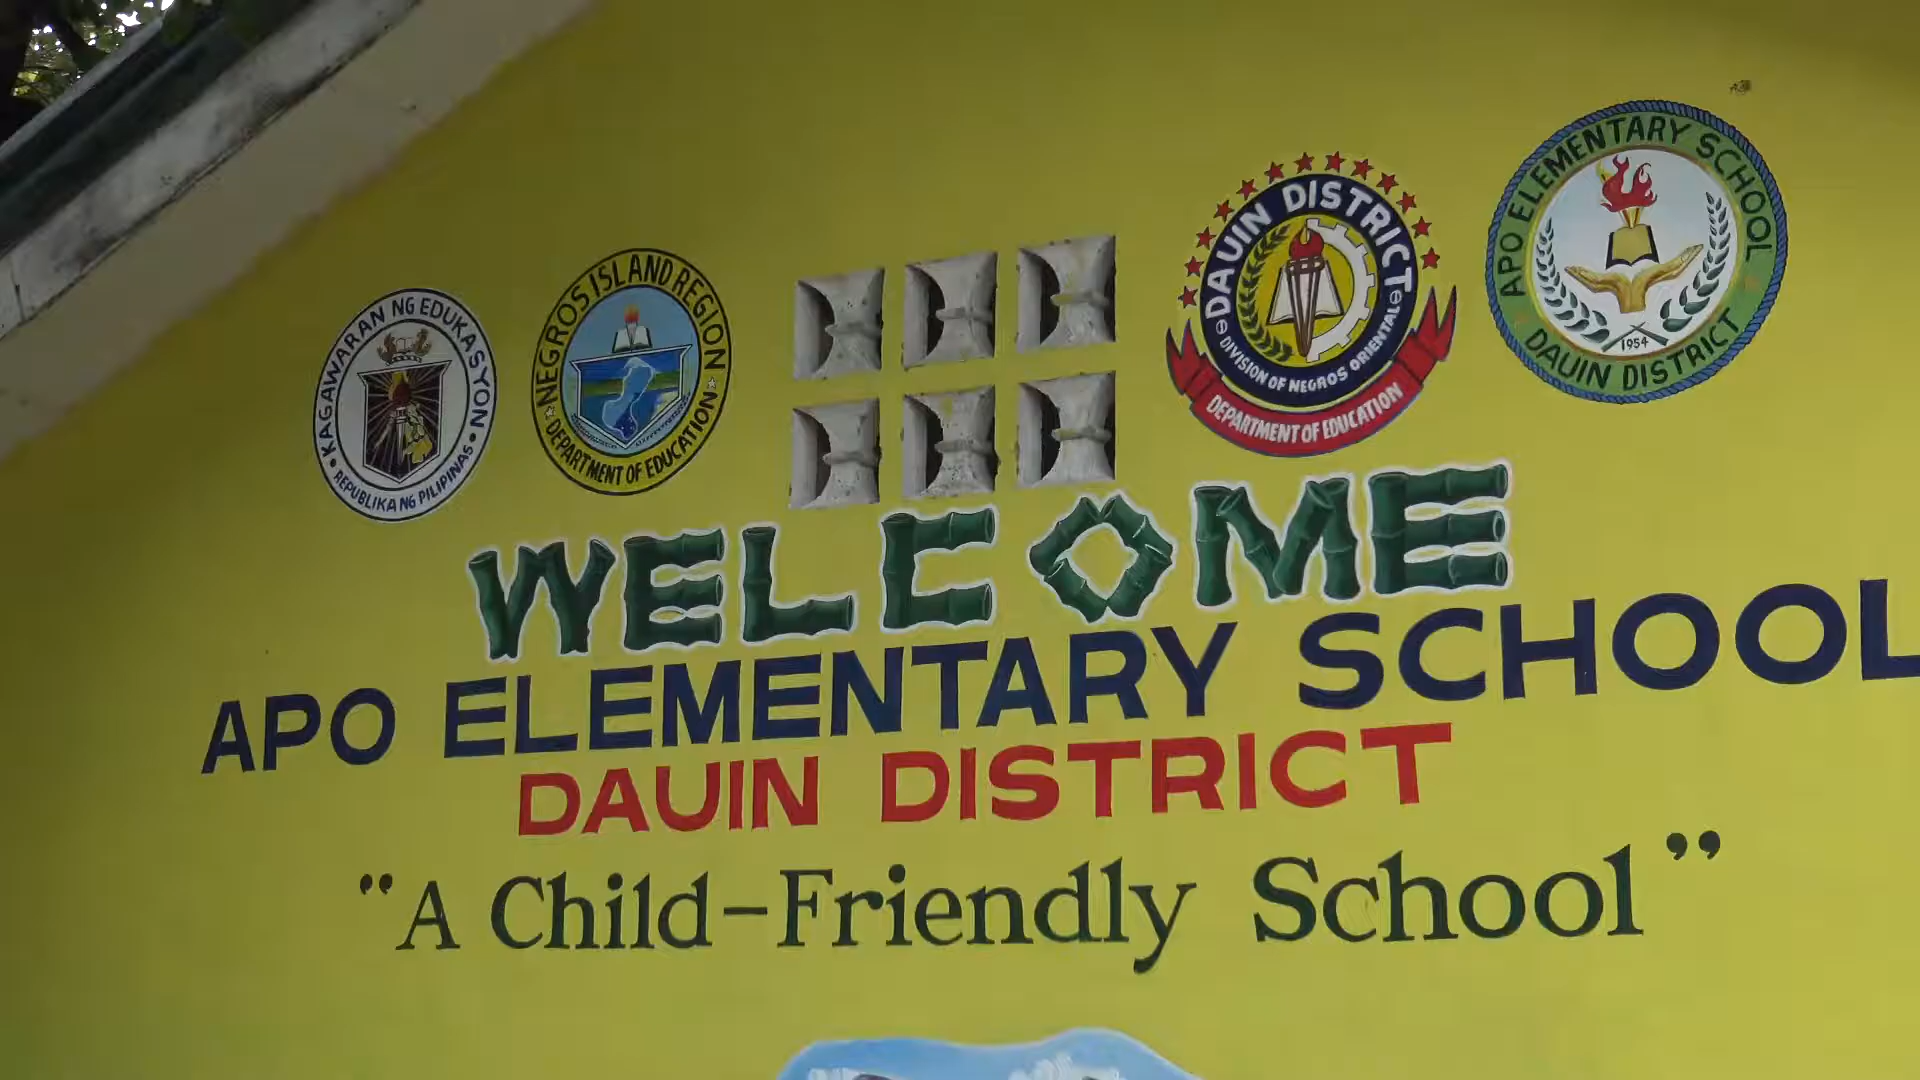 KAGAWARAN NG EDUKASYON
REPUBLIKA NG PILIPINAS
NEGROS ISLAND REGION
DEPARTMENT OF EDUCATION
DAUIN DISTRICT
DIVISION OF NEGROS ORIENTAL
DEPARTMENT OF EDUCATION
APO ELEMENTARY SCHOOL
1954
DAUIN DISTRICT
WELCOME
APO ELEMENTARY SCHOOL
DAUIN DISTRICT
"A Child-Friendly School"